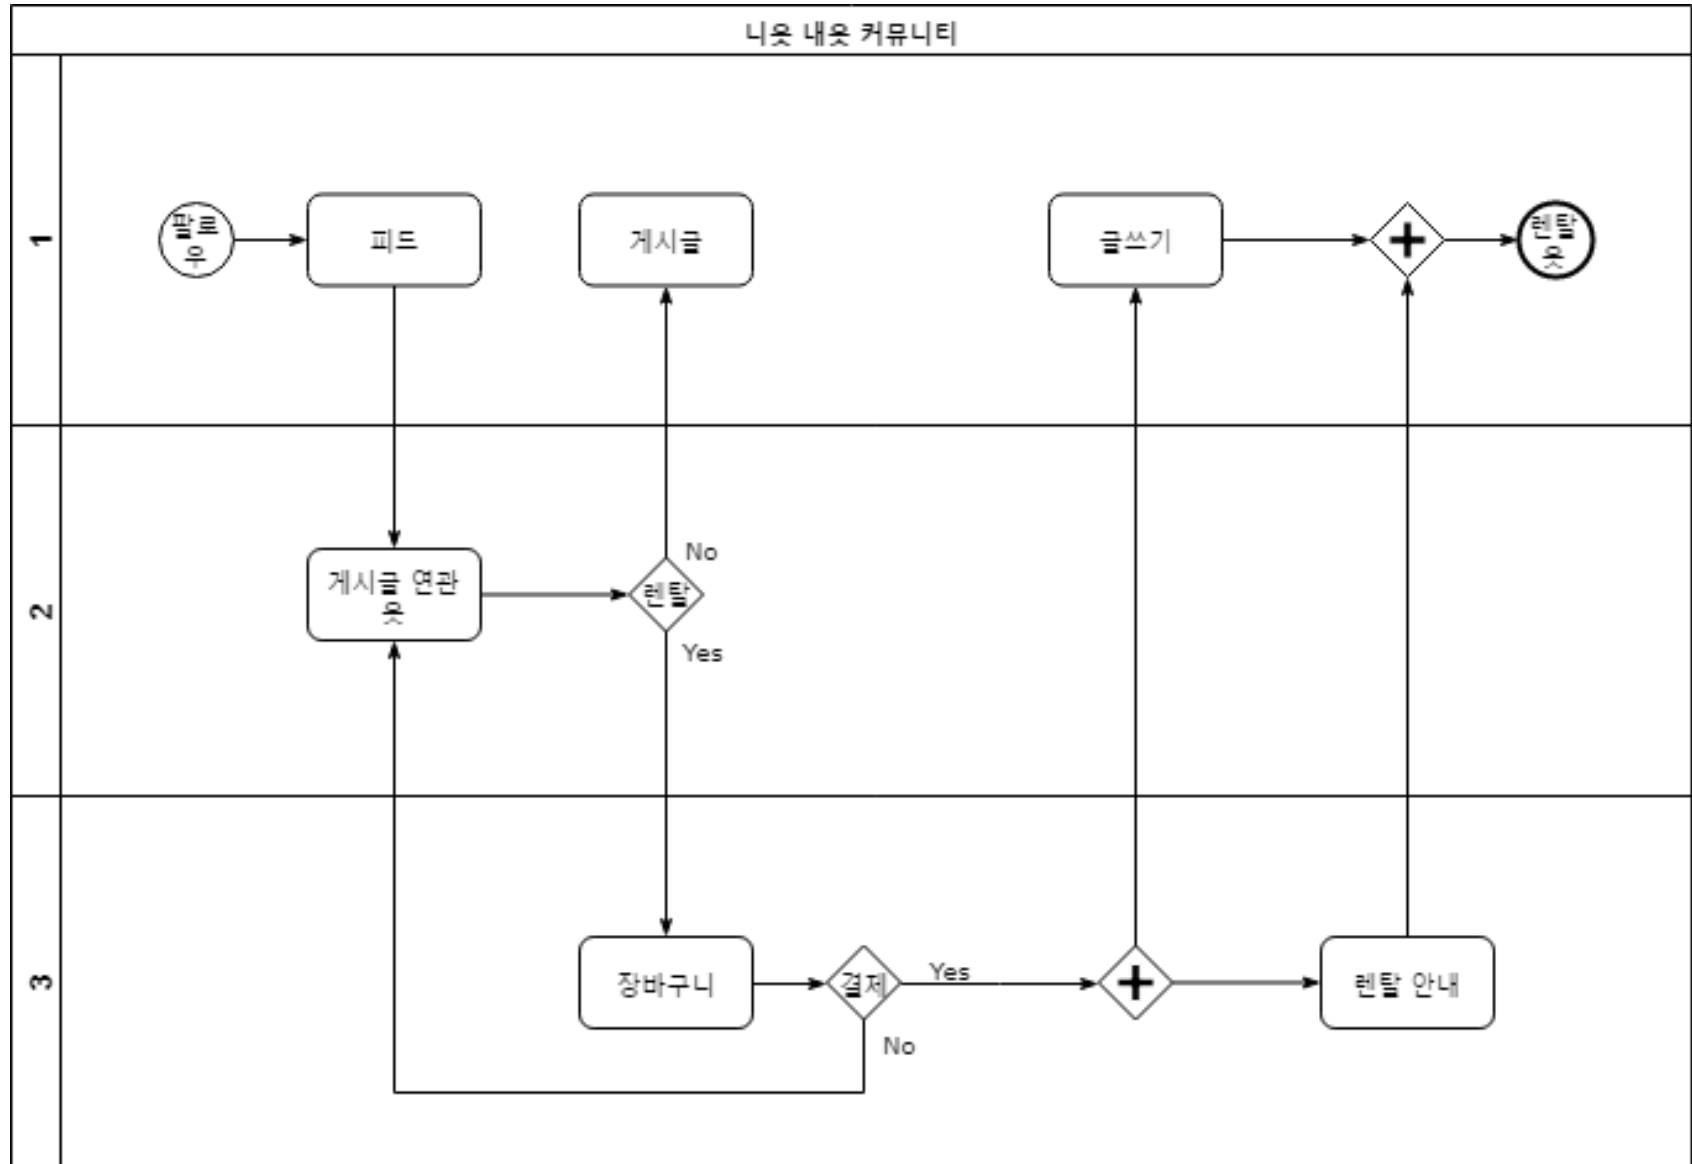 니옷 내옷 커뮤니티
1
팔로
우
피드
게시글
글쓰기
렌탈
옷
2
게시글 연관
옷
렌탈
No
Yes
3
장바구니
결제
Yes
No
렌탈 안내